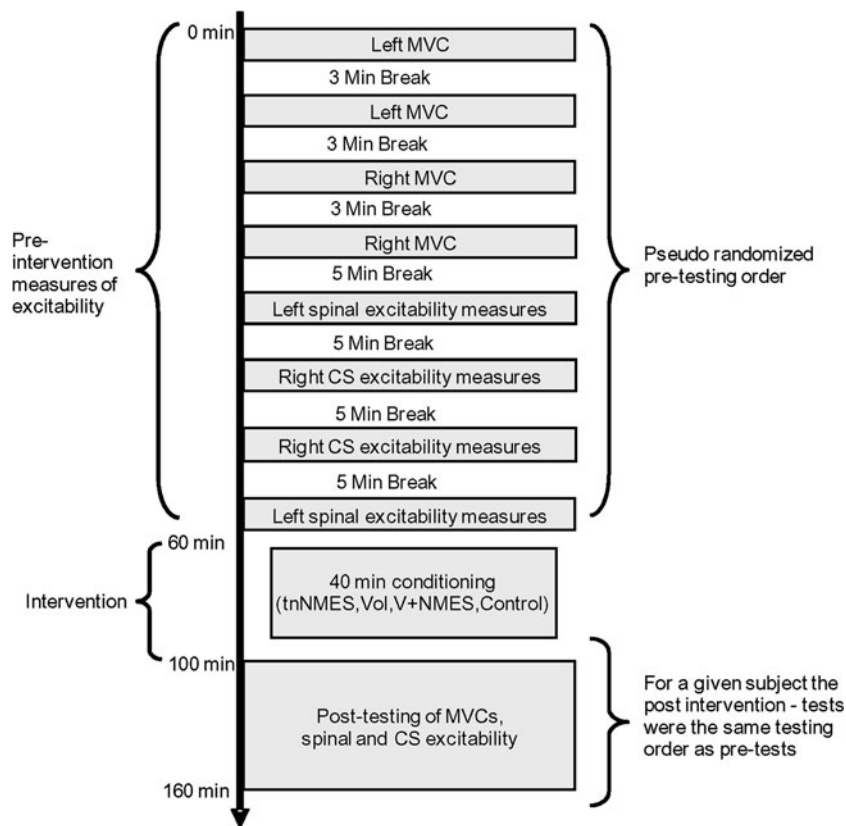 0 min
Left MVC
3 Min Break
Left MVC
3 Min Break
Right MVC
3 Min Break
Right MVC
5 Min Break
Left spinal excitability measures
5 Min Break
Right CS excitability measures
5 Min Break
Right CS excitability measures
5 Min Break
Left spinal excitability measures
Pre-
intervention
measures of
excitability
Pseudo randomized
pre-testing order
60 min
Intervention
40 min conditioning
(tnNMES,Vol,V+NMES,Control)
100 min
Post-testing of MVCs,
spinal and CS excitability
For a given subject the
post intervention - tests
were the same testing
order as pre-tests
160 min